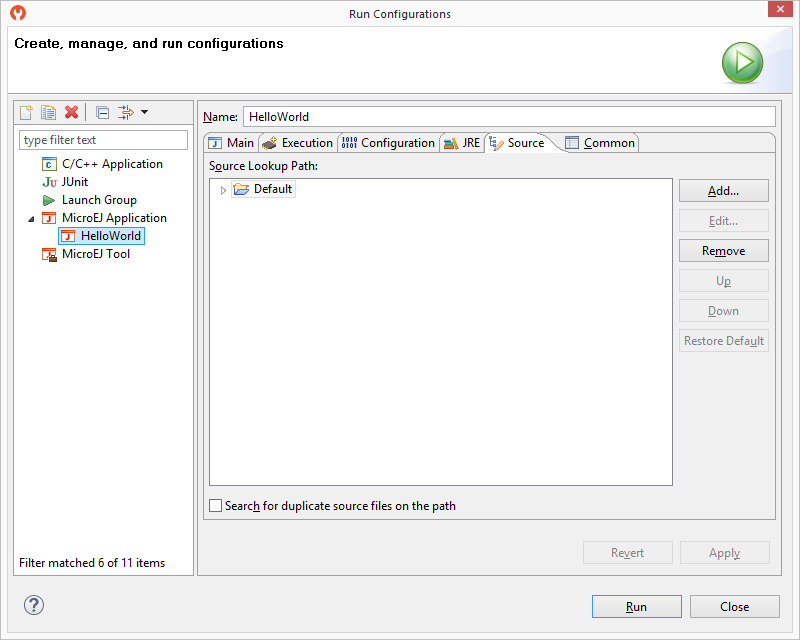 Run Configurations
Create, manage, and run configurations
type filter text
C/C++ Application
JUnit
Launch Group
MicroEJ Application
HelloWorld
MicroEJ Tool
Filter matched 6 of 11 items
Name: HelloWorld
Main Execution Configuration JRE Source Common
Source Lookup Path:
Default
Add...
Edit...
Remove
Up
Down
Restore Default
Search for duplicate source files on the path
Revert Apply
Run Close